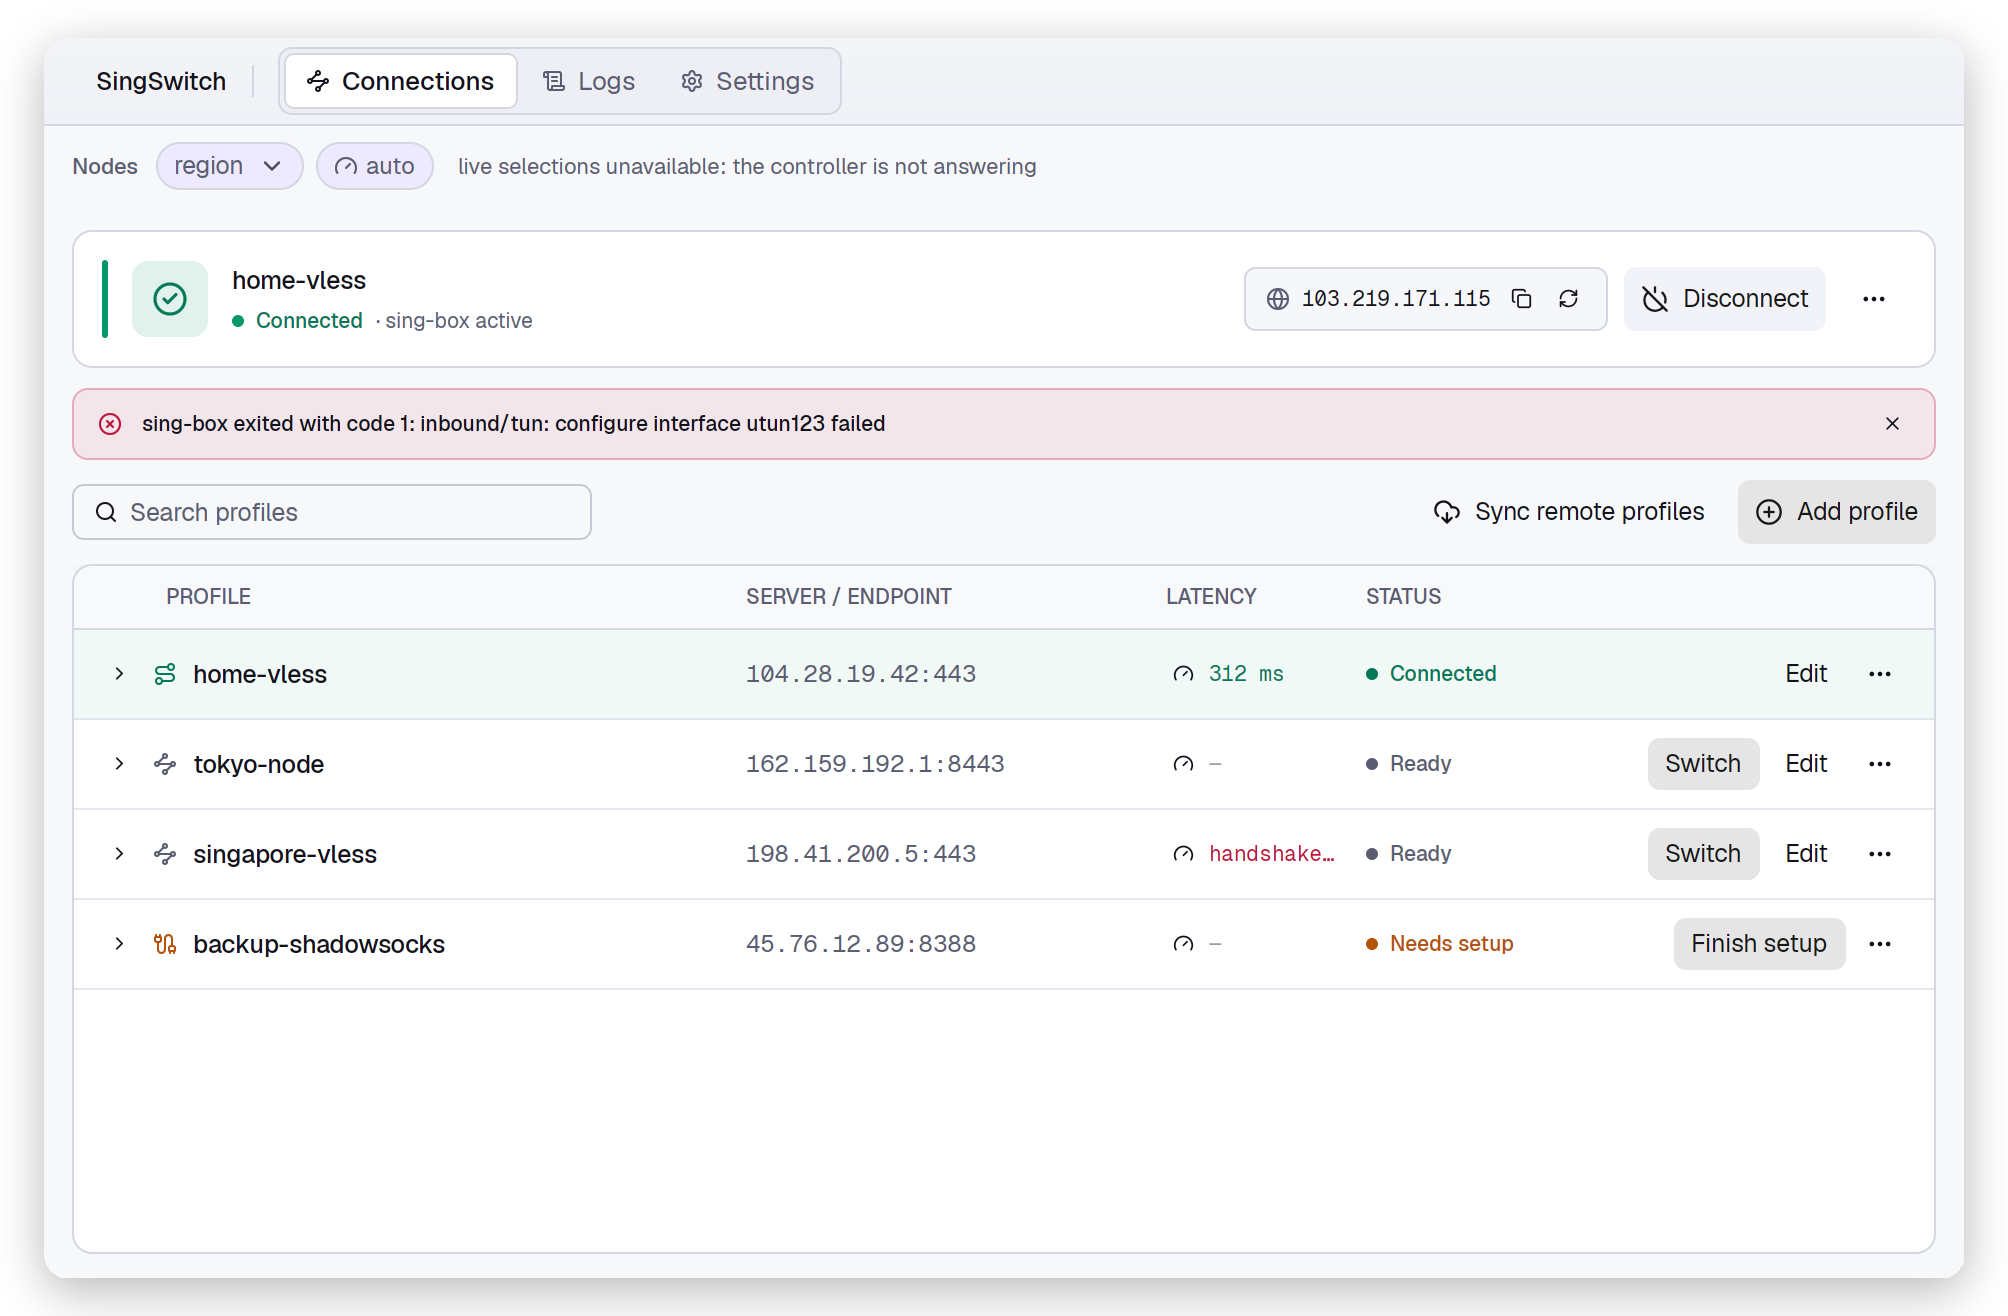 SingSwitch Connections Logs Settings
Nodes region auto live selections unavailable: the controller is not answering
home-vless
Connected · sing-box active
103.219.171.115 Disconnect
sing-box exited with code 1: inbound/tun: configure interface utun123 failed
Search profiles Sync remote profiles Add profile
PROFILE SERVER / ENDPOINT LATENCY STATUS
home-vless 104.28.19.42:443 312 ms Connected Edit
tokyo-node 162.159.192.1:8443 – Ready Switch Edit
singapore-vless 198.41.200.5:443 handshake… Ready Switch Edit
backup-shadowsocks 45.76.12.89:8388 – Needs setup Finish setup